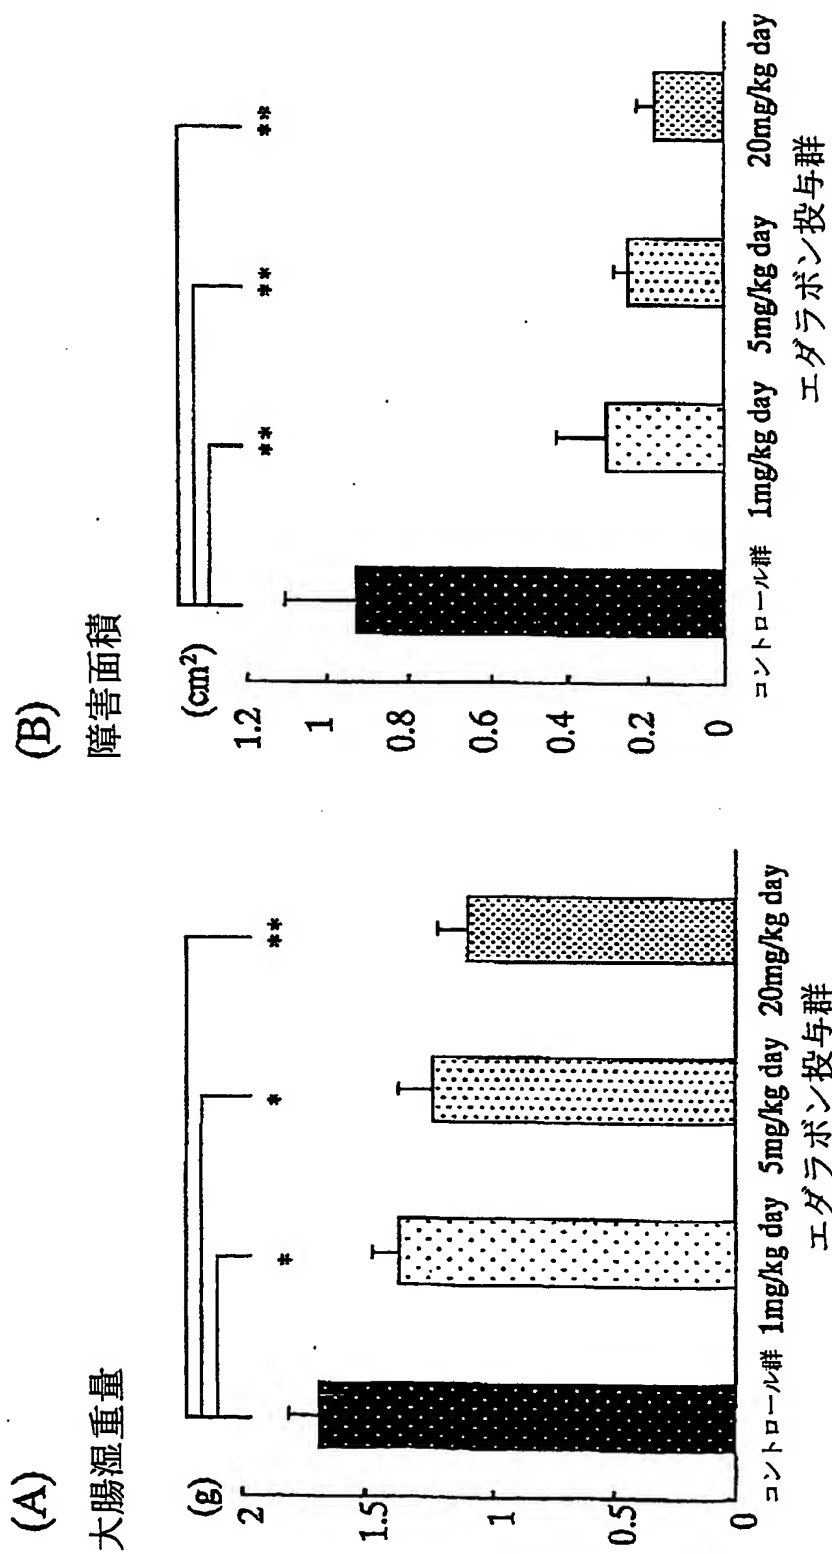 (A)
大腸湿重量
(g)
2
1.5
1
0.5
0
*
*
**
コントロール群 1mg/kg day 5mg/kg day 20mg/kg day
エダラボン投与群
(B)
障害面積
(cm²)
1.2
1
0.8
0.6
0.4
0.2
0
**
**
**
コントロール群 1mg/kg day 5mg/kg day 20mg/kg day
エダラボン投与群